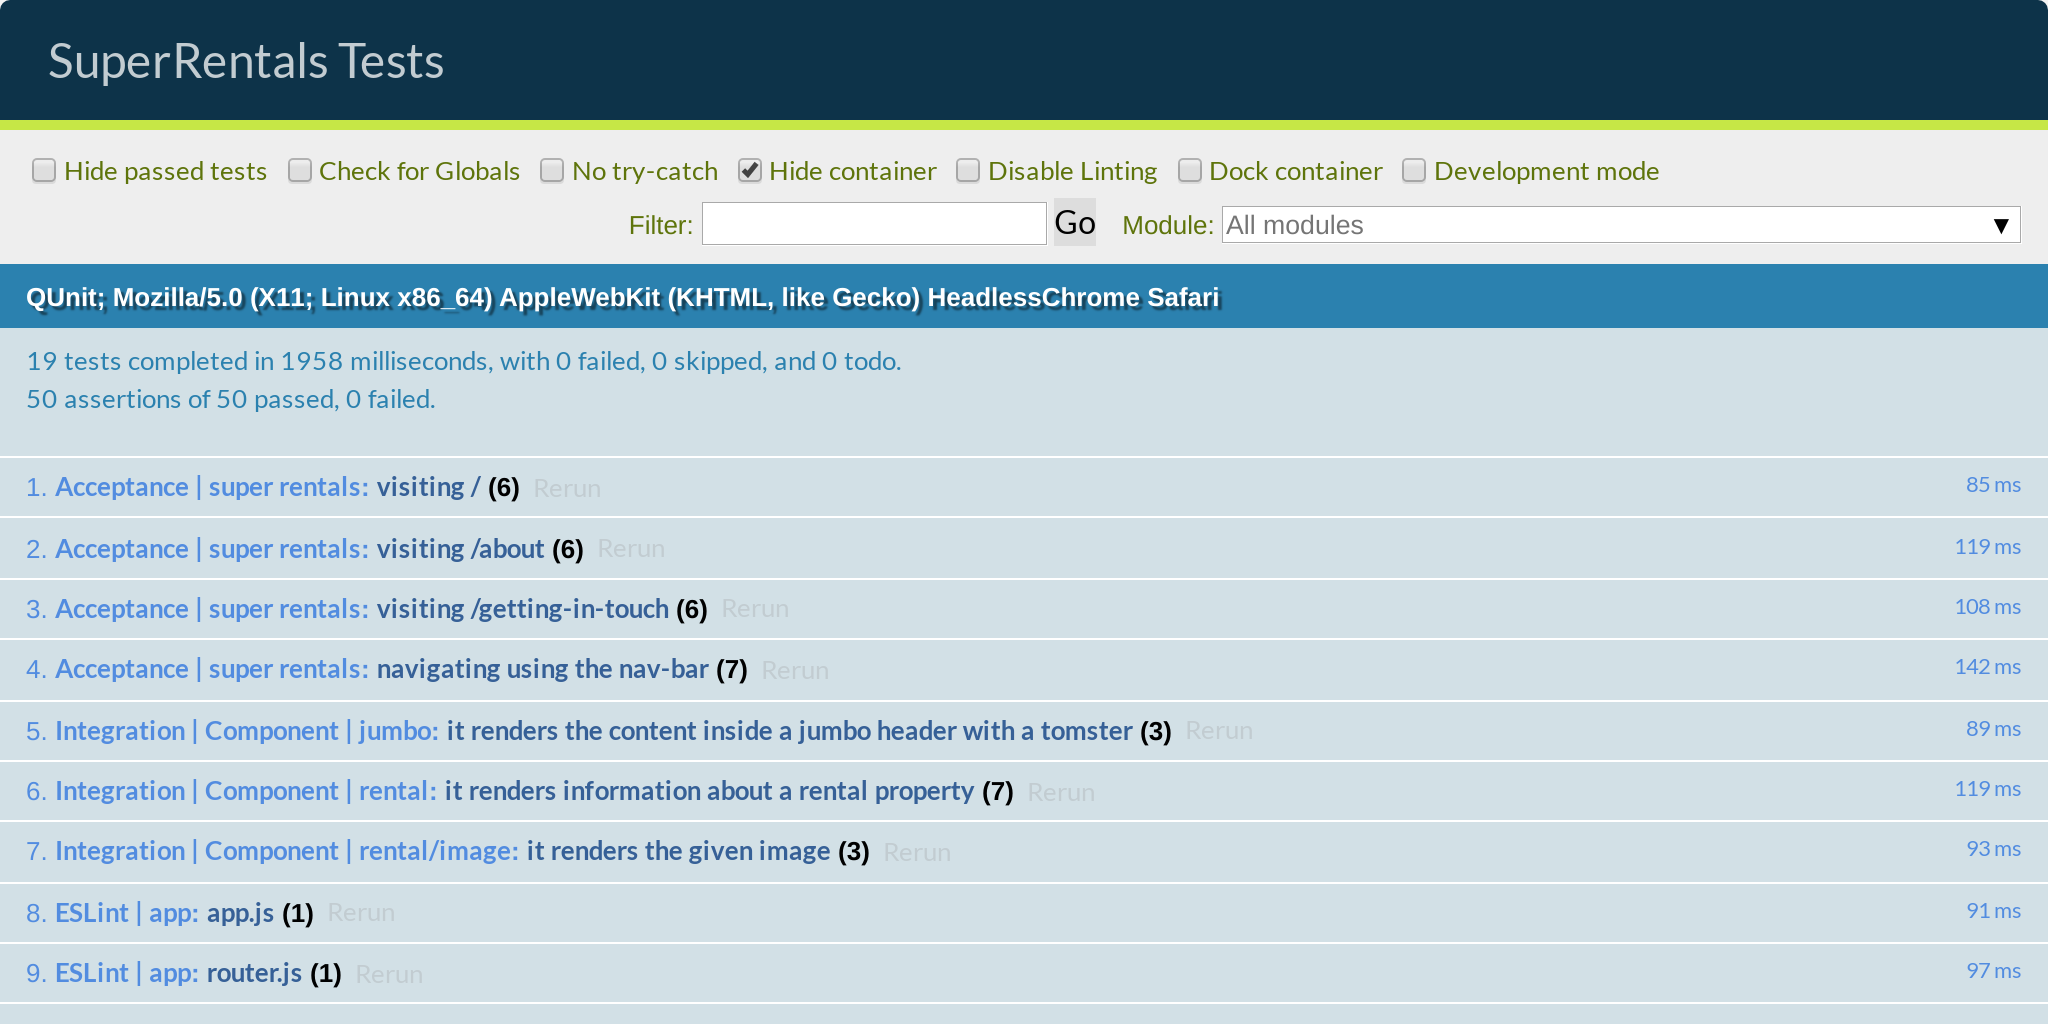 SuperRentals Tests
Hide passed tests Check for Globals No try-catch Hide container Disable Linting Dock container Development mode
Filter: Go Module: All modules
QUnit; Mozilla/5.0 (X11; Linux x86_64) AppleWebKit (KHTML, like Gecko) HeadlessChrome Safari
19 tests completed in 1958 milliseconds, with 0 failed, 0 skipped, and 0 todo.
50 assertions of 50 passed, 0 failed.
1. Acceptance | super rentals: visiting / (6) Rerun 85 ms
2. Acceptance | super rentals: visiting /about (6) Rerun 119 ms
3. Acceptance | super rentals: visiting /getting-in-touch (6) Rerun 108 ms
4. Acceptance | super rentals: navigating using the nav-bar (7) Rerun 142 ms
5. Integration | Component | jumbo: it renders the content inside a jumbo header with a tomster (3) Rerun 89 ms
6. Integration | Component | rental: it renders information about a rental property (7) Rerun 119 ms
7. Integration | Component | rental/image: it renders the given image (3) Rerun 93 ms
8. ESLint | app: app.js (1) Rerun 91 ms
9. ESLint | app: router.js (1) Rerun 97 ms